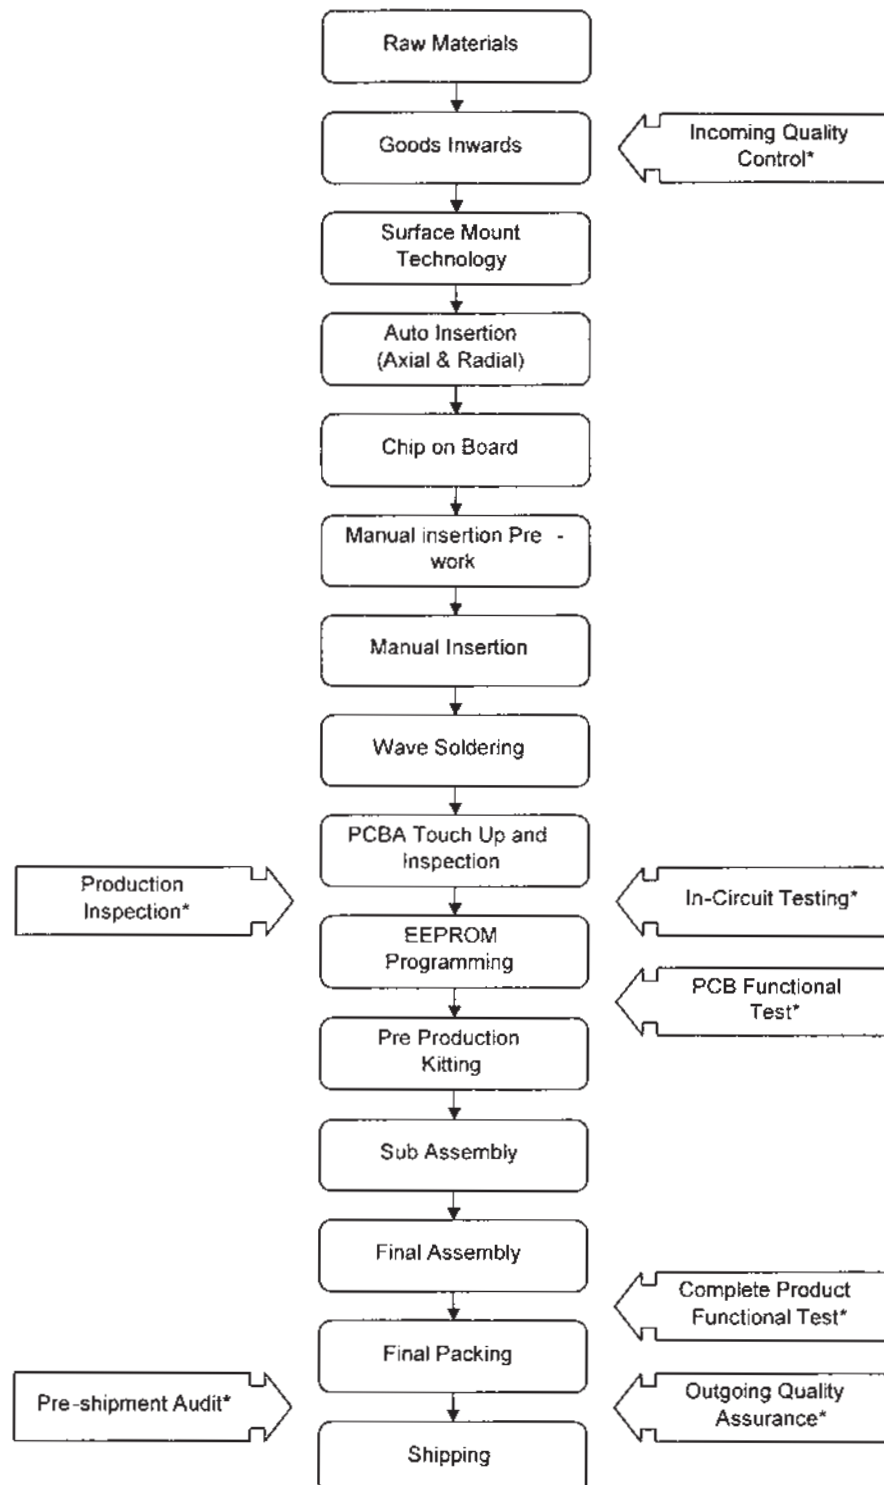 Raw Materials
Goods Inwards
Incoming Quality
Control*
Surface Mount
Technology
Auto Insertion
(Axial & Radial)
Chip on Board
Manual insertion Pre -
work
Manual Insertion
Wave Soldering
PCBA Touch Up and
Inspection
Production
Inspection*
In-Circuit Testing*
EEPROM
Programming
PCB Functional
Test*
Pre Production
Kitting
Sub Assembly
Final Assembly
Complete Product
Functional Test*
Final Packing
Pre-shipment Audit*
Outgoing Quality
Assurance*
Shipping